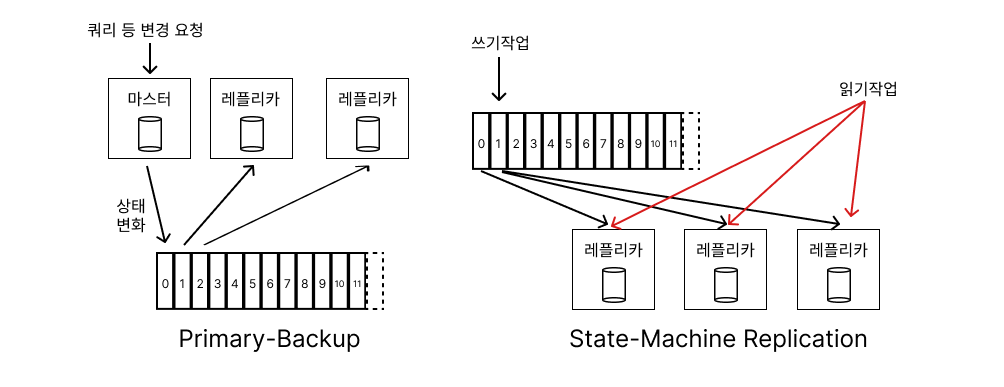 쿼리 등 변경 요청
마스터
레플리카
레플리카
상태
변화
0 1 2 3 4 5 6 7 8 9 10 11
Primary-Backup
쓰기작업
읽기작업
0 1 2 3 4 5 6 7 8 9 10 11
레플리카
레플리카
레플리카
State-Machine Replication